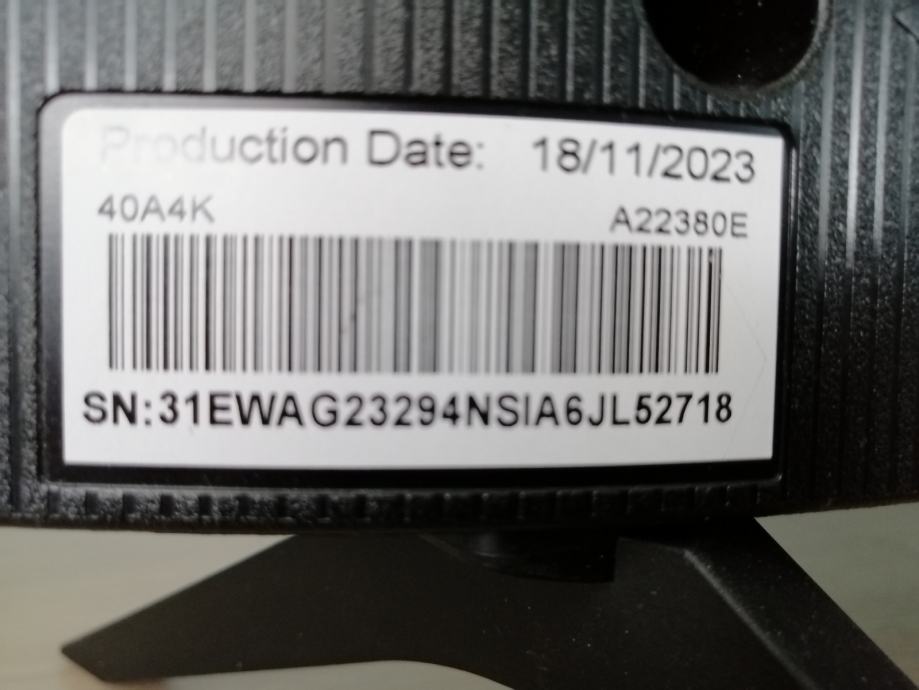 Production Date: 18/11/2023
40A4K A22380E
SN:31EWAG23294NSIA6JL52718